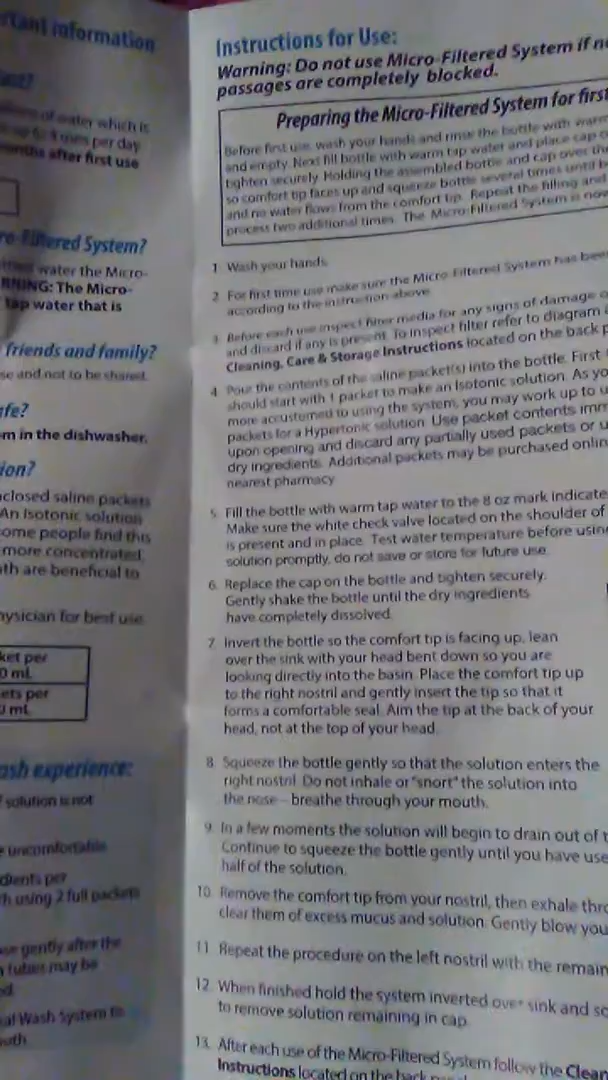 rtant information
of water which is
up to 4 uses per day
months after first use
ro-Filtered System?
water the Micro-
RNING: The Micro-
tap water that is
friends and family?
se and not to be shared.
afe?
m in the dishwasher.
ion?
nclosed saline packets
An Isotonic solution
ome people find this
more concentrated
th are beneficial to
hysician for best use
ket per
0 mL
ets per
mL
ash experience:
solution is not
uncomfortable
dients per
h using 2 full packets
se gently after the
tubes may be
al Wash System to
outh
Instructions for Use:
Warning: Do not use Micro-Filtered System if n
passages are completely blocked.
Preparing the Micro-Filtered System for first
Before first use, wash your hands and rinse the bottle with warm
and empty. Next fill bottle with warm tap water and place cap o
tighten securely. Holding the assembled bottle and cap over the
so comfort tip faces up and squeeze bottle several times until
and no water flows from the comfort tip. Repeat the filling and
process two additional times. The Micro-Filtered System is now
1. Wash your hands.
2. For first time use make sure the Micro-Filtered System has bee
according to the instruction above.
3. Before each use inspect filter media for any signs of damage o
and discard if any is present. To inspect filter refer to diagram
Cleaning, Care & Storage Instructions located on the back p
4. Pour the contents of the saline packet(s) into the bottle. First
should start with 1 packet to make an Isotonic solution. As yo
more accustomed to using the system, you may work up to
packets for a Hypertonic solution. Use packet contents imm
upon opening and discard any partially used packets or u
dry ingredients. Additional packets may be purchased onlin
nearest pharmacy.
5. Fill the bottle with warm tap water to the 8 oz mark indicate
Make sure the white check valve located on the shoulder of
is present and in place. Test water temperature before usin
solution promptly, do not save or store for future use.
6. Replace the cap on the bottle and tighten securely.
Gently shake the bottle until the dry ingredients
have completely dissolved.
7. Invert the bottle so the comfort tip is facing up, lean
over the sink with your head bent down so you are
looking directly into the basin. Place the comfort tip up
to the right nostril and gently insert the tip so that it
forms a comfortable seal. Aim the tip at the back of your
head, not at the top of your head.
8. Squeeze the bottle gently so that the solution enters the
right nostril. Do not inhale or "snort" the solution into
the nose – breathe through your mouth.
9. In a few moments the solution will begin to drain out of t
Continue to squeeze the bottle gently until you have use
half of the solution.
10. Remove the comfort tip from your nostril, then exhale thro
clear them of excess mucus and solution. Gently blow you
11. Repeat the procedure on the left nostril with the remain
12. When finished hold the system inverted over sink and sq
to remove solution remaining in cap.
13. After each use of the Micro-Filtered System follow the Clean
Instructions located on the back panel